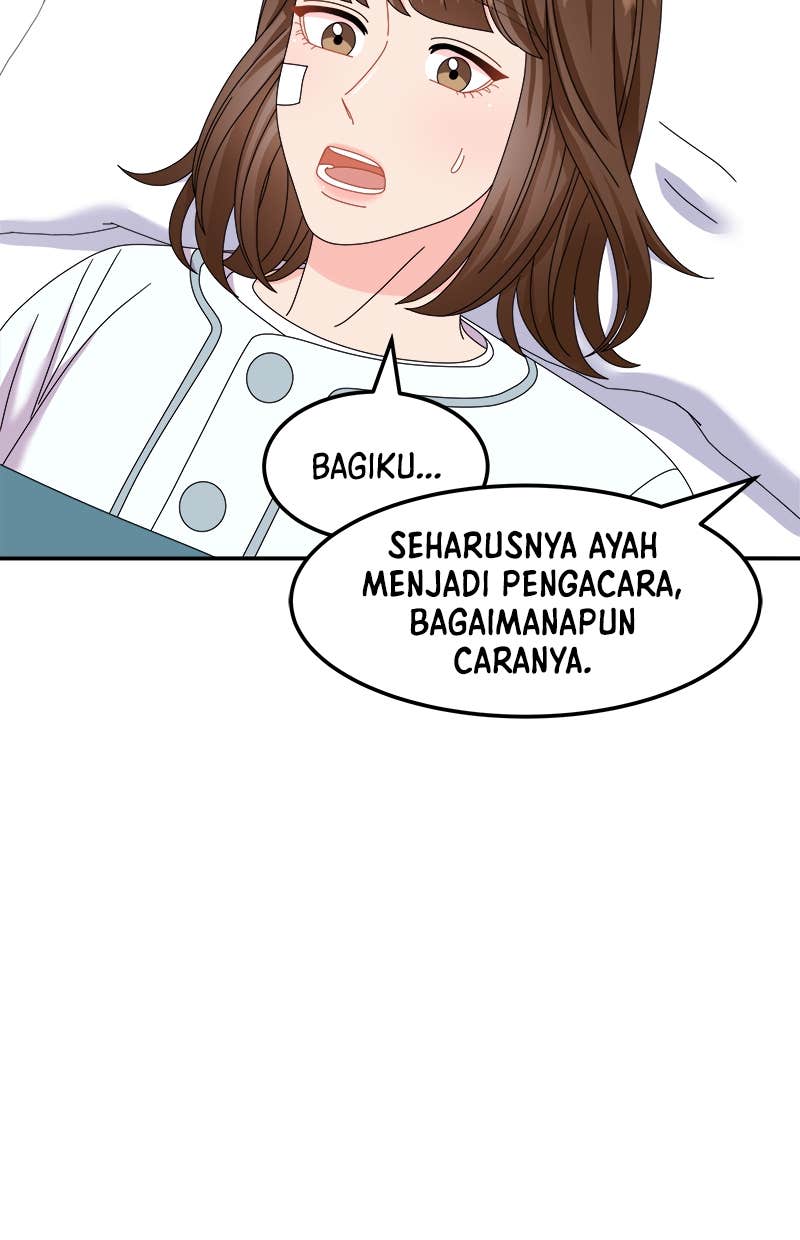 BAGIKU...
SEHARUSNYA AYAH
MENJADI PENGACARA,
BAGAIMANAPUN
CARANYA.